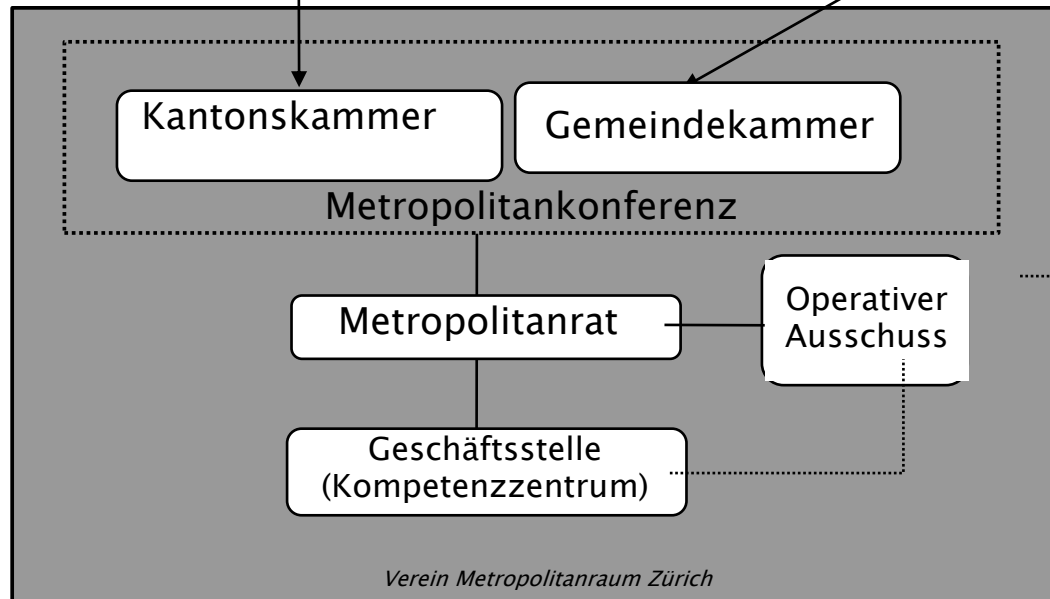 Kantonskammer
Gemeindekammer
Metropolitankonferenz
Metropolitanrat
Operativer
Ausschuss
Geschäftsstelle
(Kompetenzzentrum)
Verein Metropolitanraum Zürich